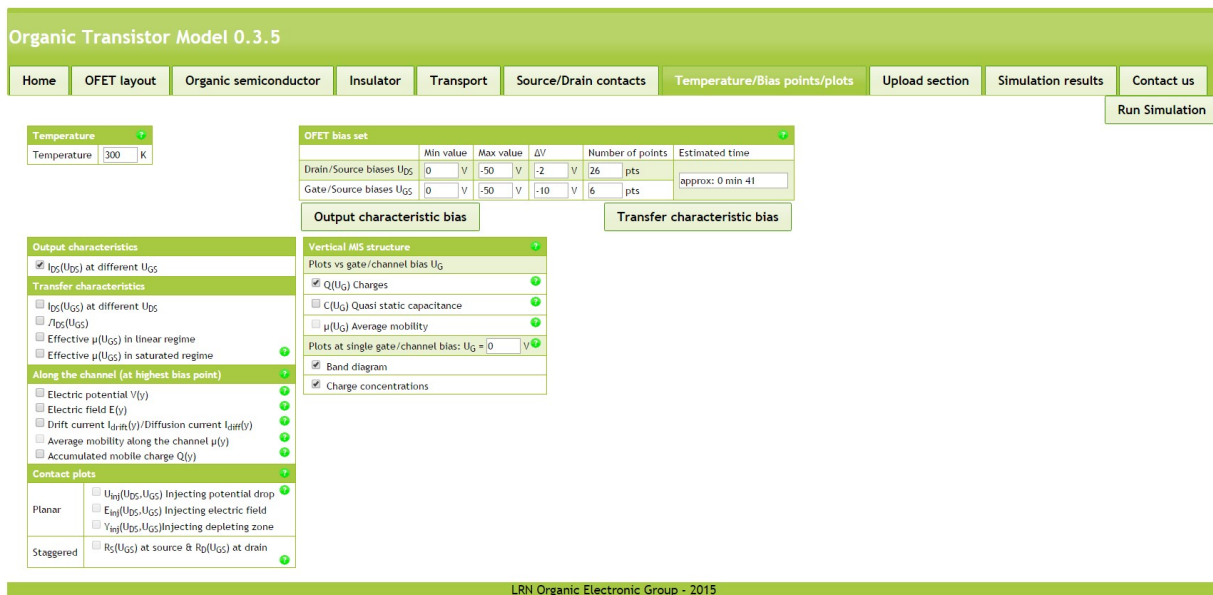 Organic Transistor Model 0.3.5
Home OFET layout Organic semiconductor Insulator Transport Source/Drain contacts Temperature/Bias points/plots Upload section Simulation results Contact us
Run Simulation
Temperature ?
Temperature 300 K
OFET bias set ?
Min value Max value ΔV Number of points Estimated time
Drain/Source biases UDS 0 V -50 V -2 V 26 pts approx: 0 min 41
Gate/Source biases UGS 0 V -50 V -10 V 6 pts
Output characteristic bias Transfer characteristic bias
Output characteristics
IDS(UDS) at different UGS
Transfer characteristics
IDS(UGS) at different UDS
/IDS(UGS)
Effective μ(UGS) in linear regime
Effective μ(UGS) in saturated regime ?
Along the channel (at highest bias point) ?
Electric potential V(y) ?
Electric field E(y) ?
Drift current Idrift(y)/Diffusion current Idiff(y) ?
Average mobility along the channel μ(y) ?
Accumulated mobile charge Q(y) ?
Contact plots ?
Planar
Uinj(UDS,UGS) Injecting potential drop ?
Einj(UDS,UGS) Injecting electric field
Yinj(UDS,UGS)Injecting depleting zone
Staggered RS(UGS) at source & RD(UGS) at drain ?
Vertical MIS structure ?
Plots vs gate/channel bias UG
Q(UG) Charges ?
C(UG) Quasi static capacitance ?
μ(UG) Average mobility ?
Plots at single gate/channel bias: UG = 0 V ?
Band diagram
Charge concentrations
LRN Organic Electronic Group - 2015